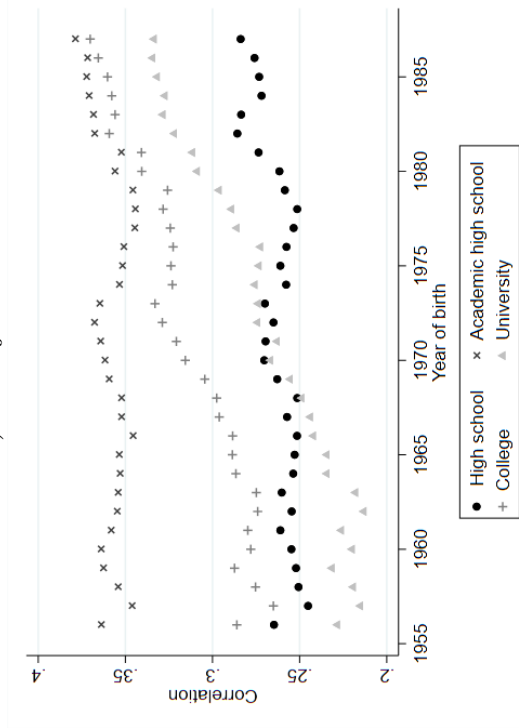 Correlation
.4
.35
.3
.25
.2
1955 1960 1965 1970 1975 1980 1985
Year of birth
High school Academic high school
College University